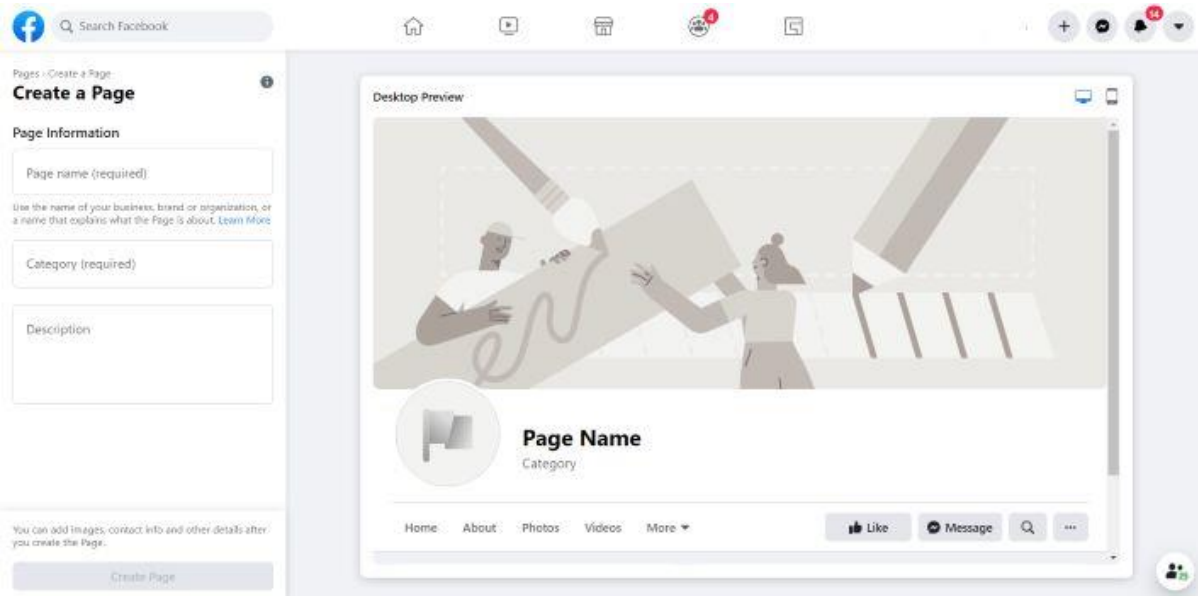 Search Facebook
4
14
Pages › Create a Page
Create a Page
Page Information
Page name (required)
Use the name of your business, brand or organization, or
a name that explains what the Page is about. Learn More
Category (required)
Description
You can add images, contact info and other details after
you create the Page.
Create Page
Desktop Preview
Page Name
Category
Home About Photos Videos More
Like Message